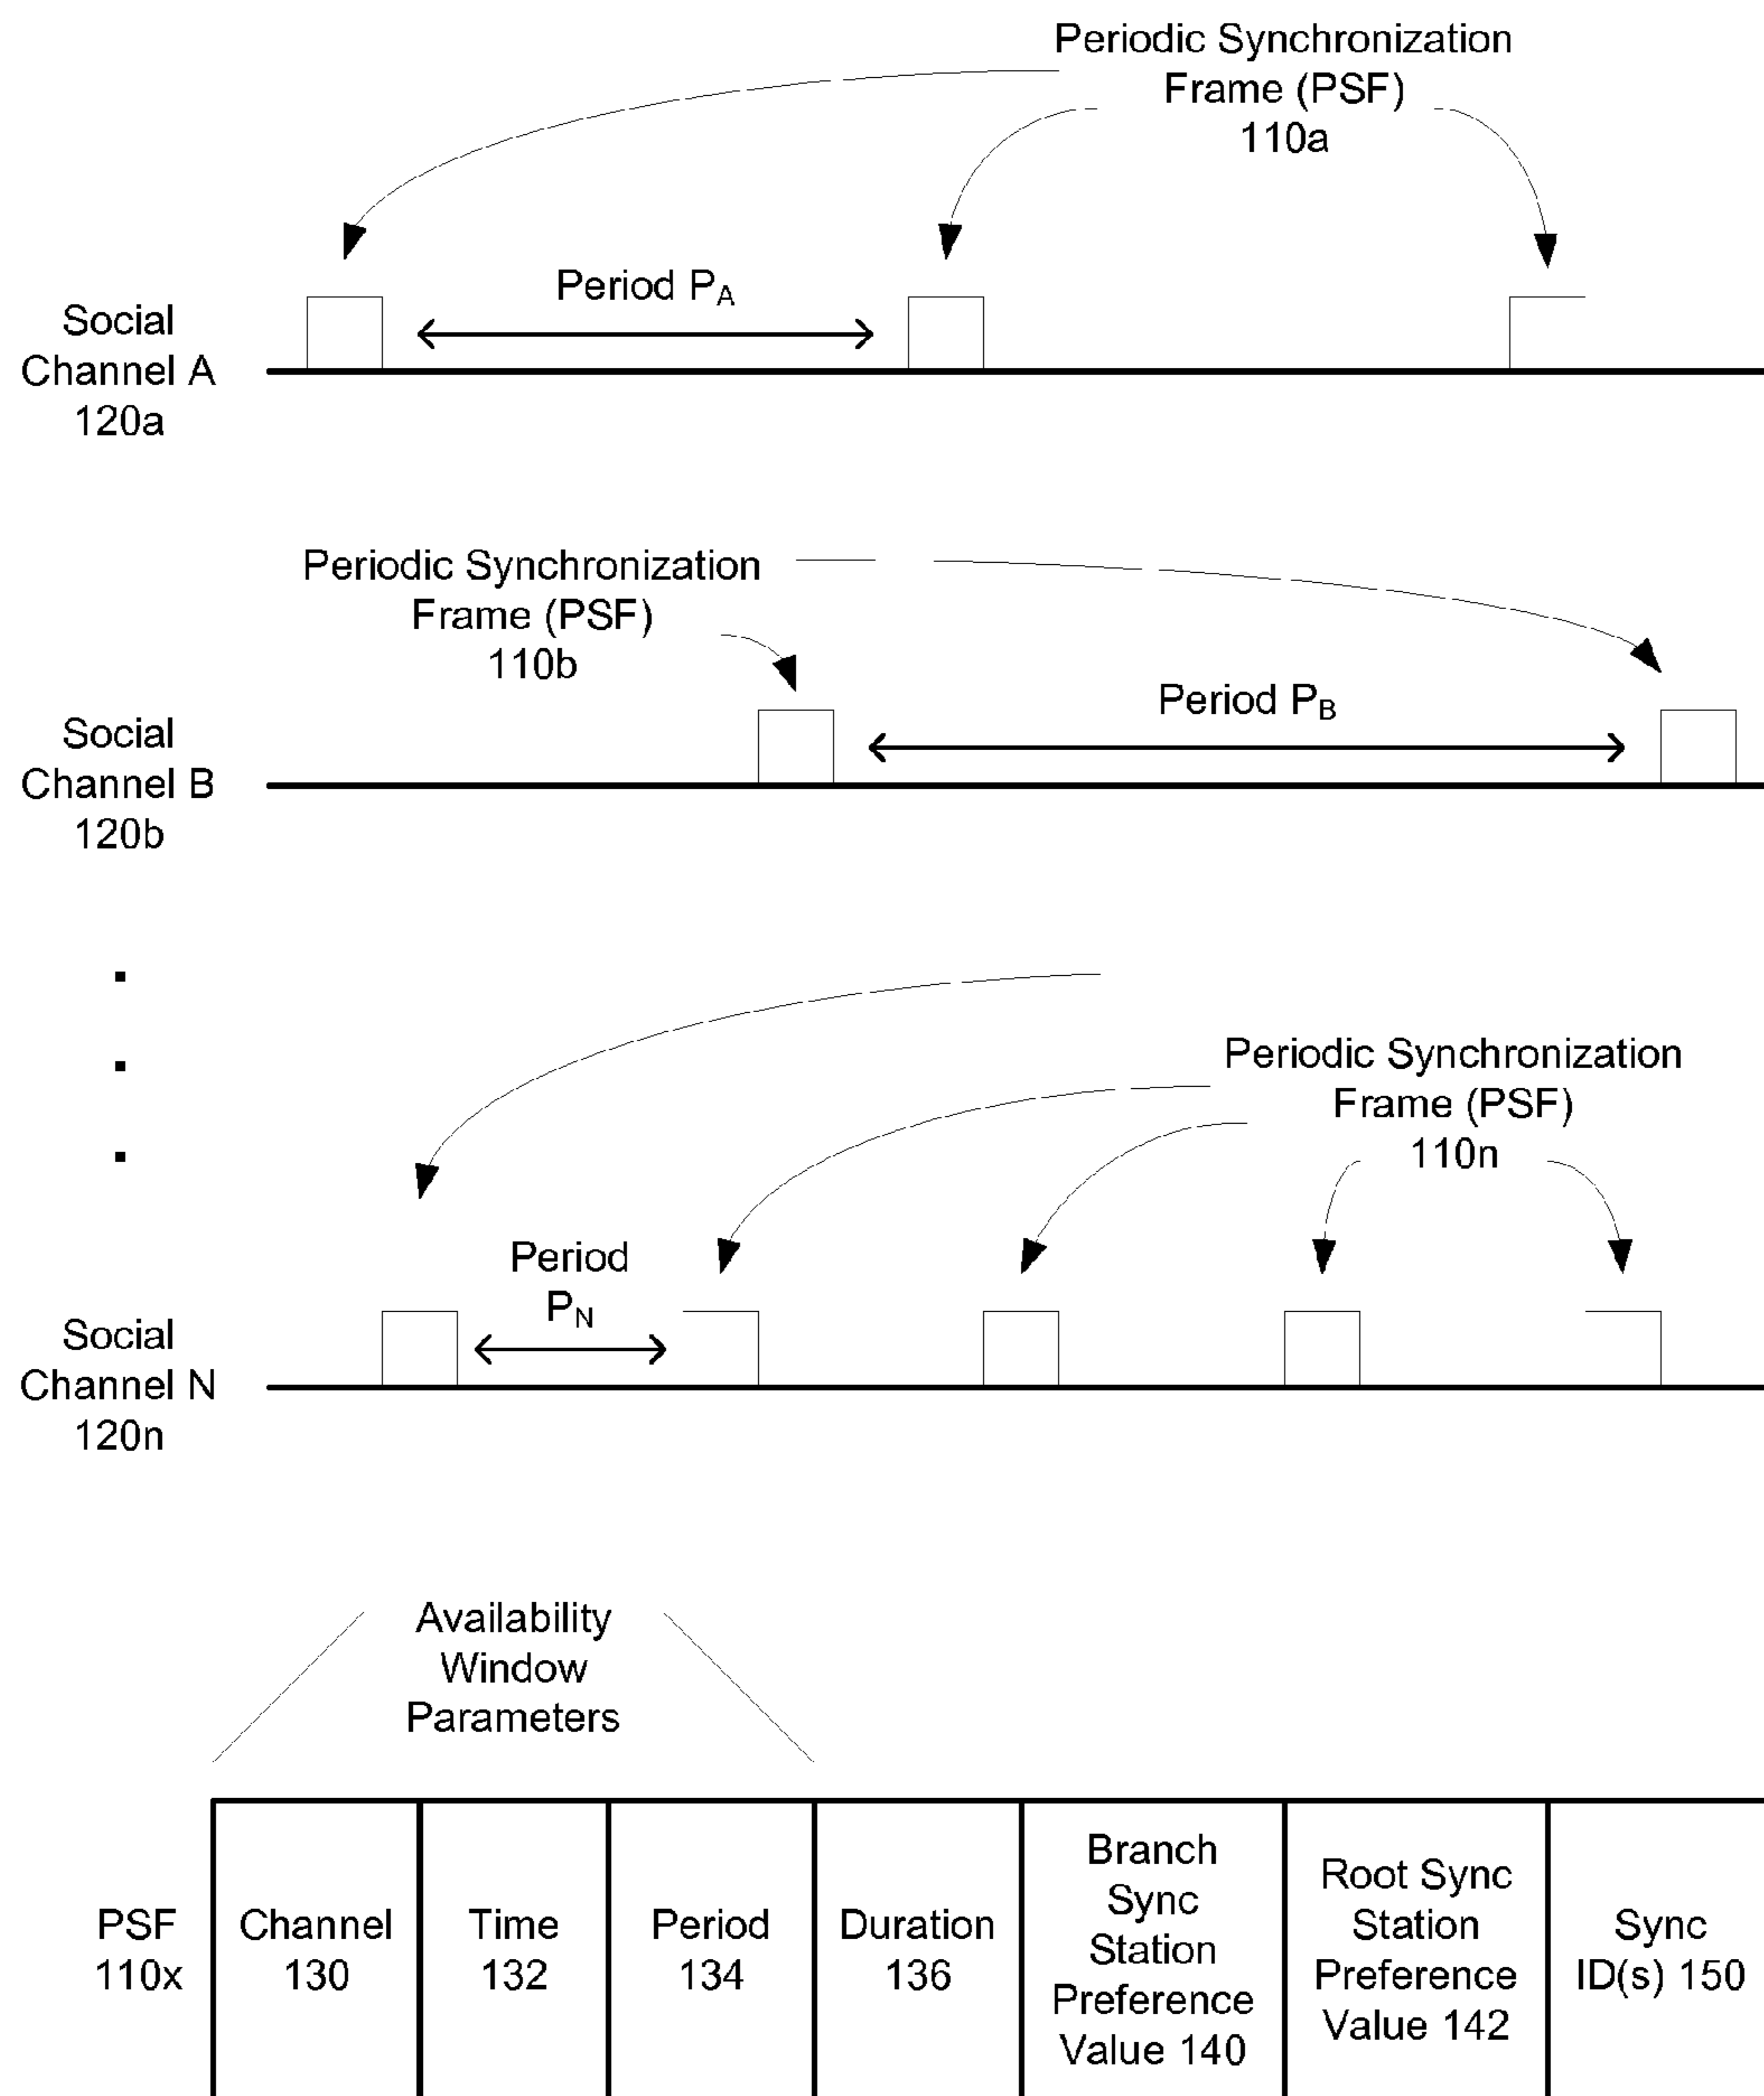 Periodic Synchronization
Frame (PSF)
110a
Period PA
Social
Channel A
120a
Periodic Synchronization
Frame (PSF)
110b
Period PB
Social
Channel B
120b
Periodic Synchronization
Frame (PSF)
110n
Period
PN
Social
Channel N
120n
Availability
Window
Parameters
PSF
110x
Channel
130
Time
132
Period
134
Duration
136
Branch
Sync
Station
Preference
Value 140
Root Sync
Station
Preference
Value 142
Sync
ID(s) 150